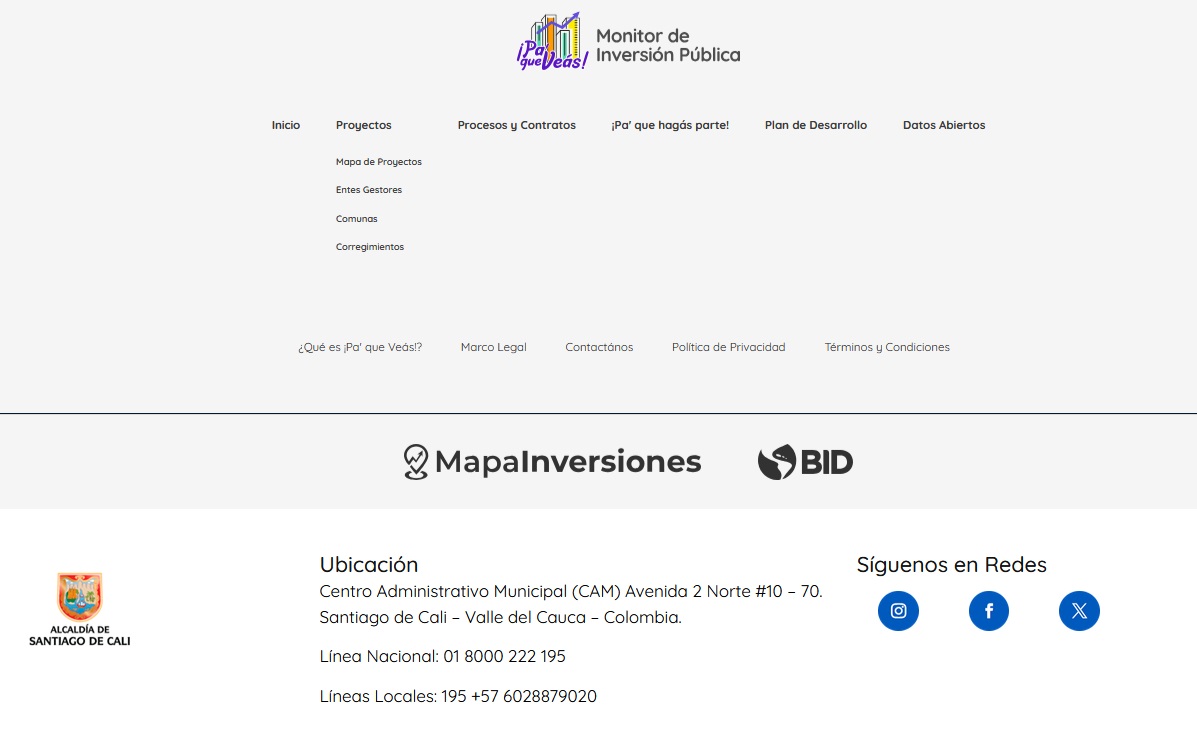 ¡Pa
que Veás!
Monitor de
Inversión Pública
Inicio
Proyectos
Procesos y Contratos
¡Pa' que hagás parte!
Plan de Desarrollo
Datos Abiertos
Mapa de Proyectos
Entes Gestores
Comunas
Corregimientos
¿Qué es ¡Pa' que Veás!?
Marco Legal
Contactános
Política de Privacidad
Términos y Condiciones
MapaInversiones
BID
ALCALDÍA DE
SANTIAGO DE CALI
Ubicación
Centro Administrativo Municipal (CAM) Avenida 2 Norte #10 – 70.
Santiago de Cali – Valle del Cauca – Colombia.
Línea Nacional: 01 8000 222 195
Líneas Locales: 195 +57 6028879020
Síguenos en Redes